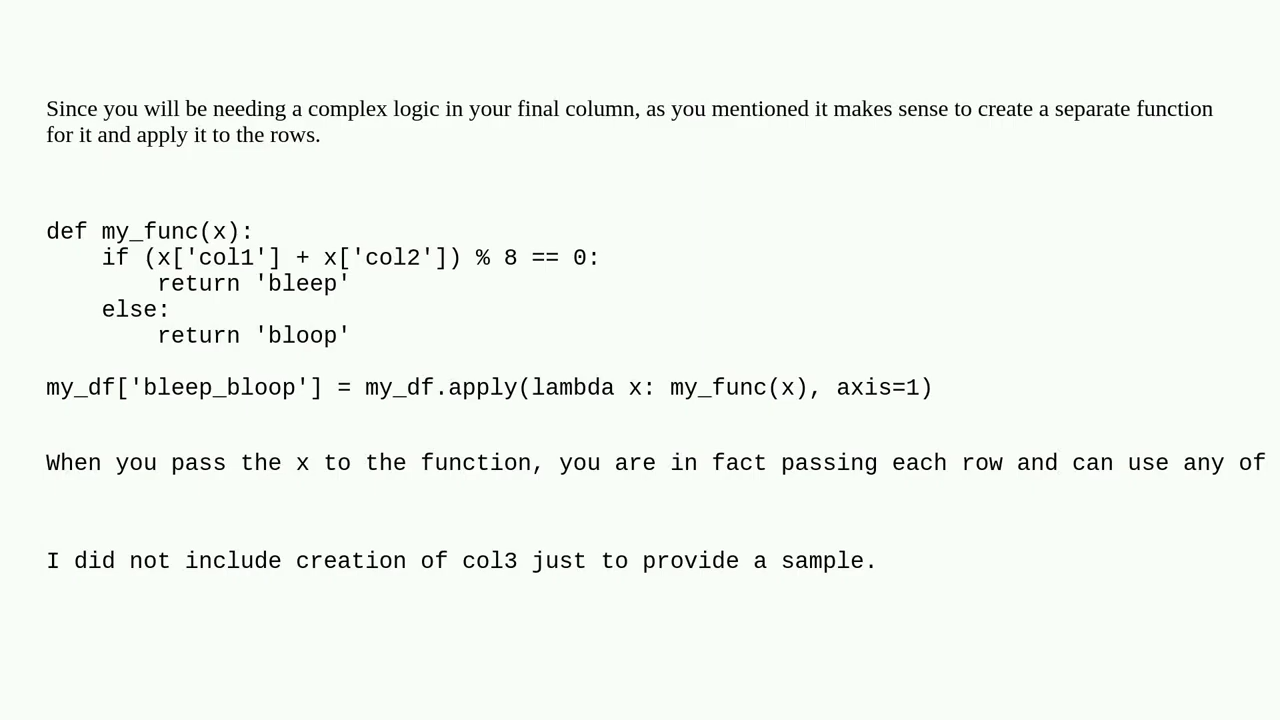 Since you will be needing a complex logic in your final column, as you mentioned it makes sense to create a separate function
for it and apply it to the rows.
def my_func(x):
    if (x['col1'] + x['col2']) % 8 == 0:
        return 'bleep'
    else:
        return 'bloop'
my_df['bleep_bloop'] = my_df.apply(lambda x: my_func(x), axis=1)
When you pass the x to the function, you are in fact passing each row and can use any of
I did not include creation of col3 just to provide a sample.